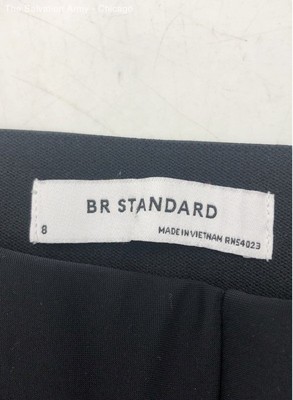 BR STANDARD
8
MADE IN VIETNAM RN54023